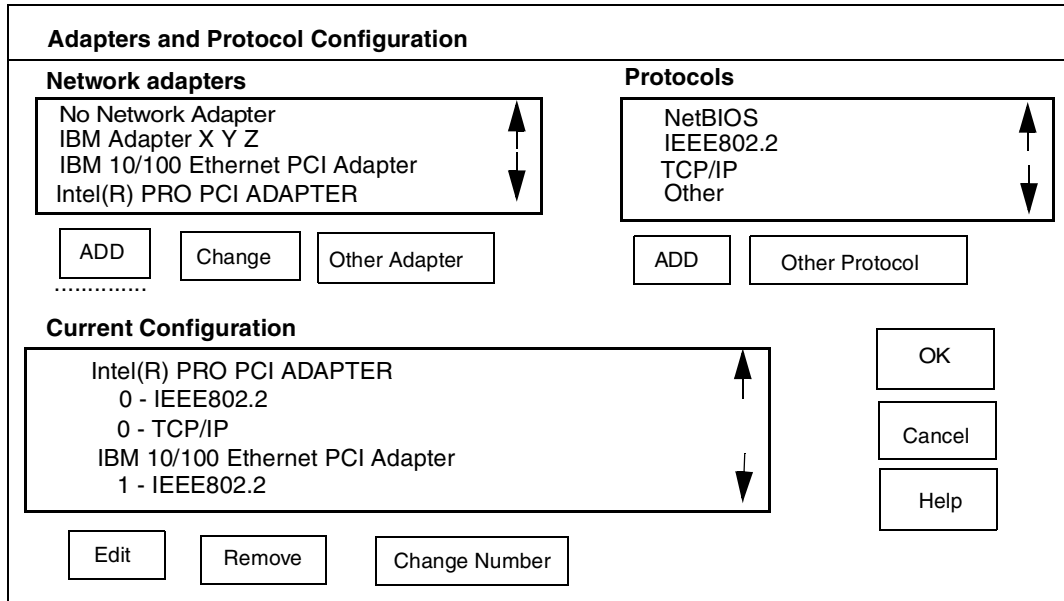 Adapters and Protocol Configuration
Network adapters
No Network Adapter
IBM Adapter X Y Z
IBM 10/100 Ethernet PCI Adapter
Intel(R) PRO PCI ADAPTER
ADD
Change
Other Adapter
..............
Protocols
NetBIOS
IEEE802.2
TCP/IP
Other
ADD
Other Protocol
Current Configuration
Intel(R) PRO PCI ADAPTER
0 - IEEE802.2
0 - TCP/IP
IBM 10/100 Ethernet PCI Adapter
1 - IEEE802.2
OK
Cancel
Help
Edit
Remove
Change Number